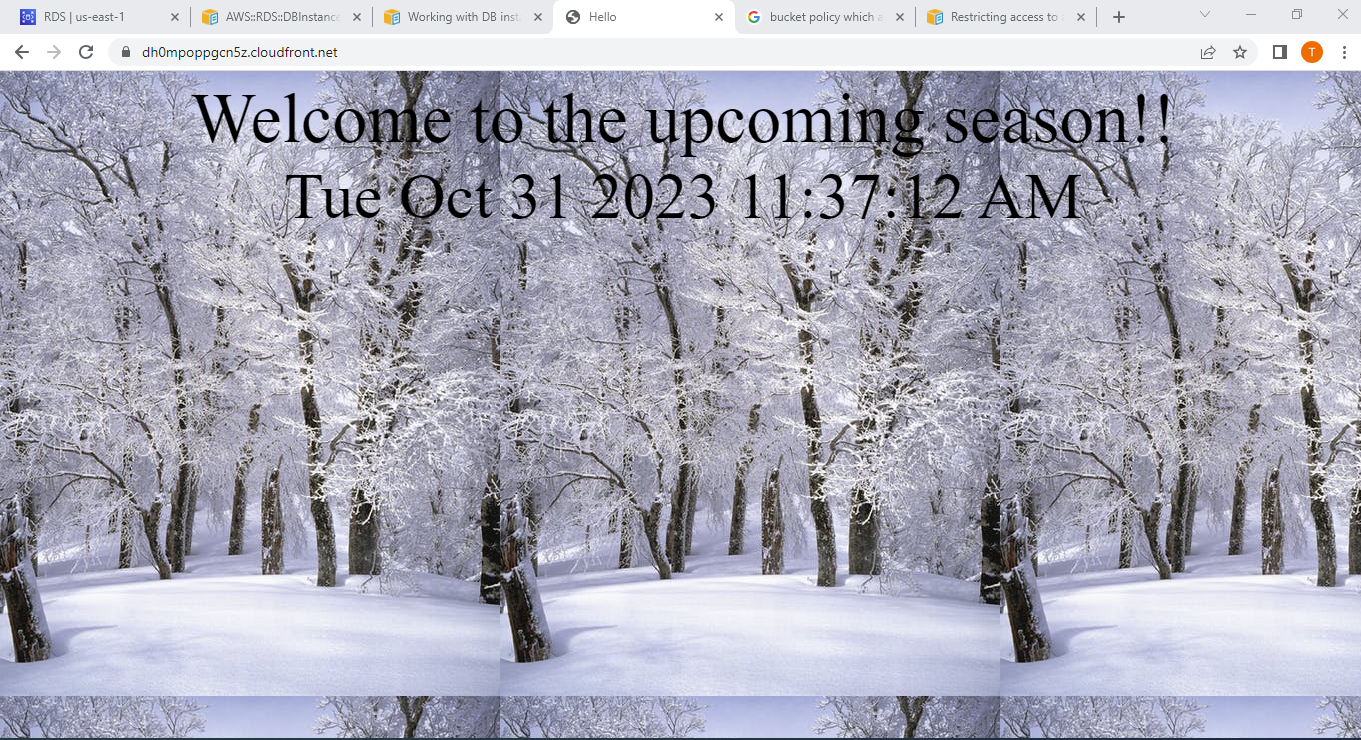 RDS | us-east-1
AWS::RDS::DBInstance
Working with DB inst
Hello
bucket policy which a
Restricting access to
dh0mpoppgcn5z.cloudfront.net
T
Welcome to the upcoming season!!
Tue Oct 31 2023 11:37:12 AM